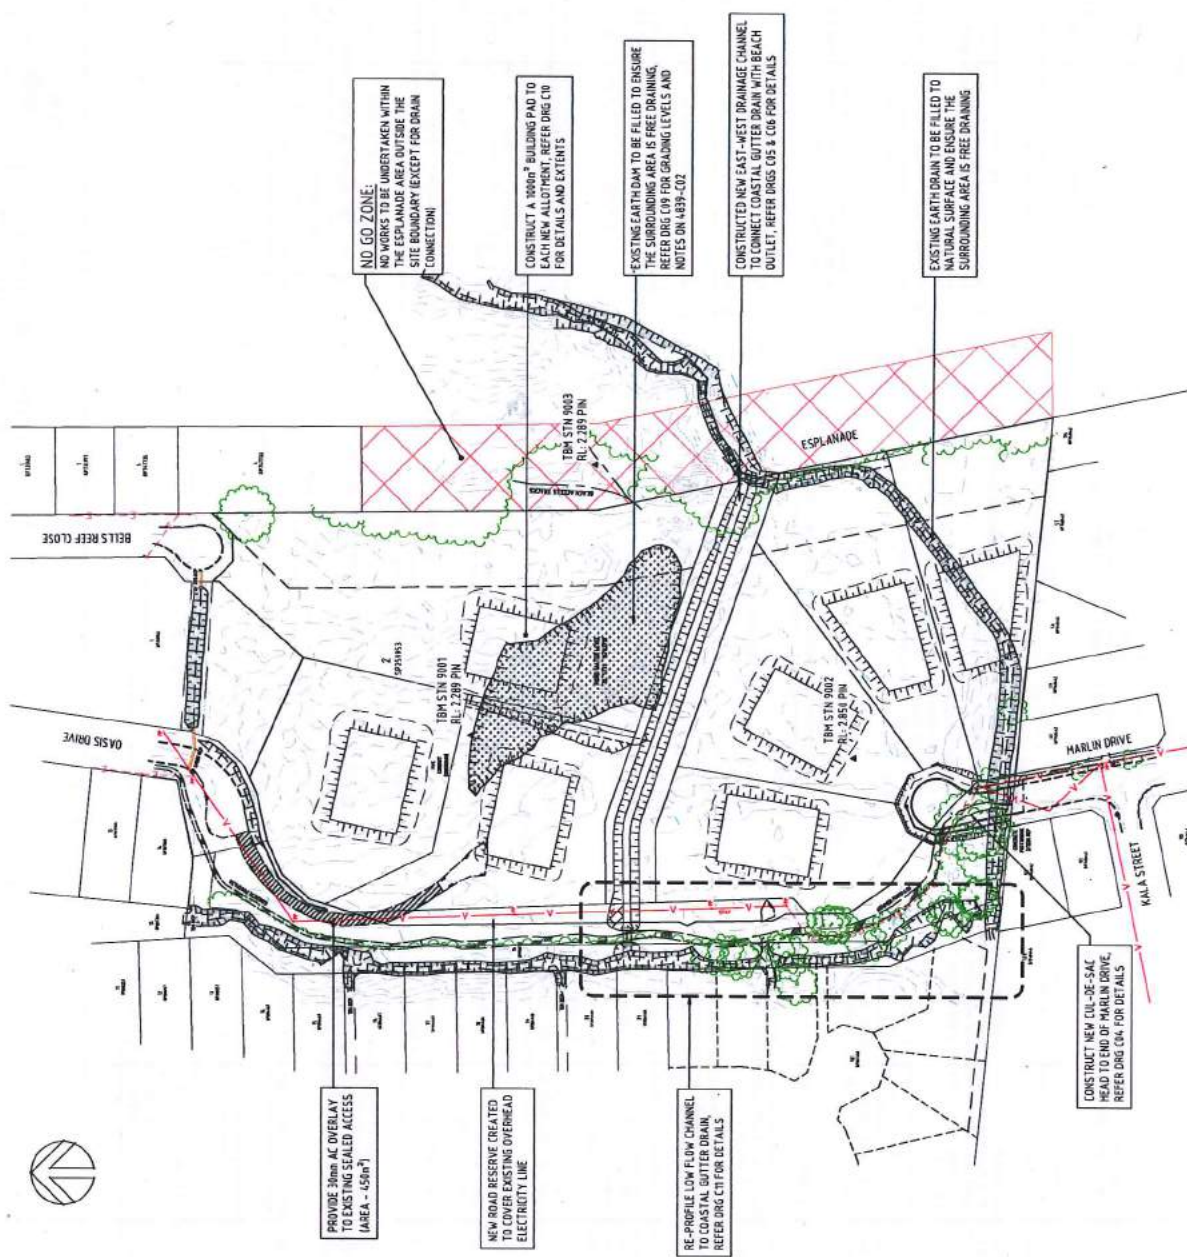 NO GO ZONE:
NO WORKS TO BE UNDERTAKEN WITHIN
THE ESPLANADE AREA OUTSIDE THE
SITE BOUNDARY (EXCEPT FOR DRAIN
CONNECTION)
CONSTRUCT A 1000m² BUILDING PAD TO
EACH NEW ALLOTMENT, REFER DRG C10
FOR DETAILS AND EXTENTS
EXISTING EARTH DAM TO BE FILLED TO ENSURE
THE SURROUNDING AREA IS FREE DRAINING,
REFER DRG C09 FOR GRADING LEVELS AND
NOTES ON 4839-C02
CONSTRUCTED NEW EAST-WEST DRAINAGE CHANNEL
TO CONNECT COASTAL GUTTER DRAIN WITH BEACH
OUTLET, REFER DRGS C05 & C06 FOR DETAILS
EXISTING EARTH DRAIN TO BE FILLED TO
NATURAL SURFACE AND ENSURE THE
SURROUNDING AREA IS FREE DRAINING
BELLS REEF CLOSE
TBM STN 9003
RL: 2.289 PIN
ESPLANADE
BEACH ACCESS TRACKS
OASIS DRIVE
2
SP251953
TBM STN 9001
RL: 2.289 PIN
TBM STN 9002
RL: 2.850 PIN
MARLIN DRIVE
KALA STREET
PROVIDE 30mm AC OVERLAY
TO EXISTING SEALED ACCESS
(AREA - 450m²)
NEW ROAD RESERVE CREATED
TO COVER EXISTING OVERHEAD
ELECTRICITY LINE
RE-PROFILE LOW FLOW CHANNEL
TO COASTAL GUTTER DRAIN,
REFER DRG C11 FOR DETAILS
CONSTRUCT NEW CUL-DE-SAC
HEAD TO END OF MARLIN DRIVE,
REFER DRG C04 FOR DETAILS